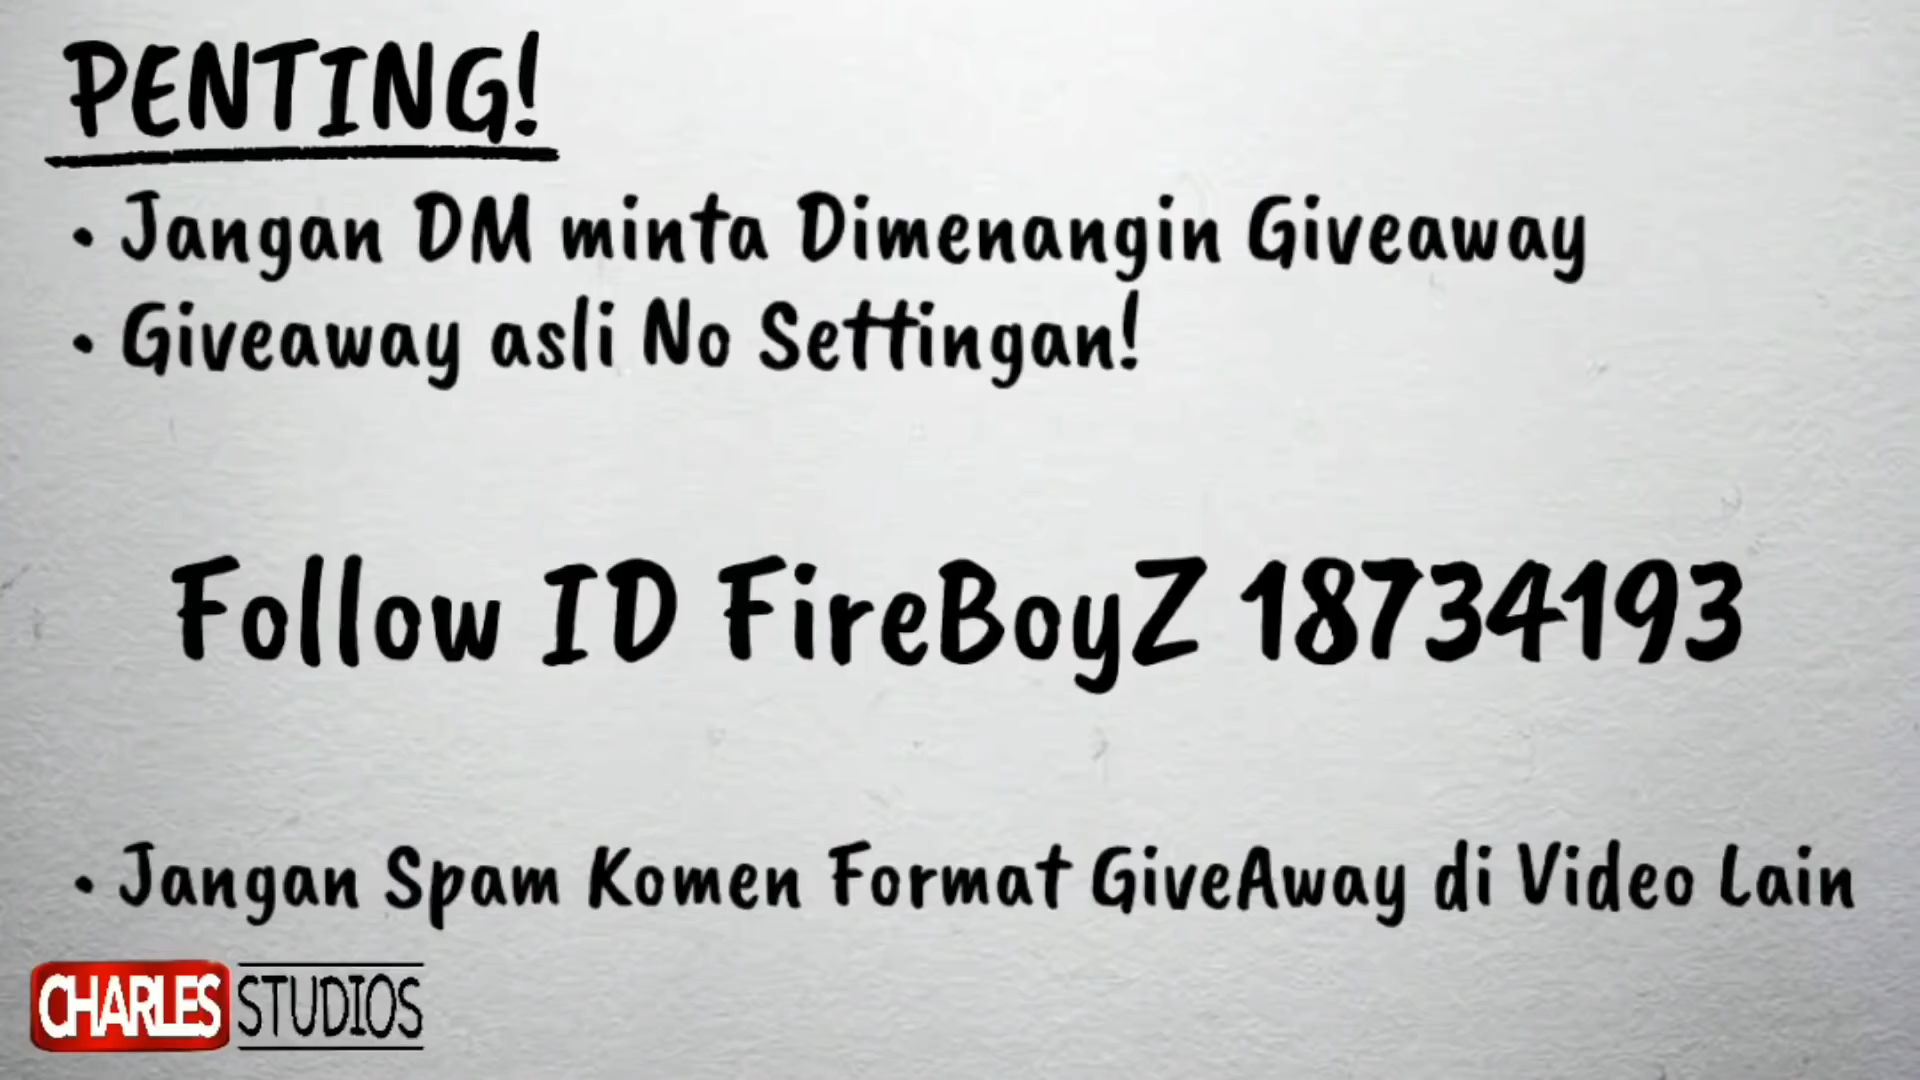 PENTING!
• Jangan DM minta Dimenangin Giveaway
• Giveaway asli No Settingan!
Follow ID FireBoyZ 18734193
• Jangan Spam Komen Format GiveAway di Video Lain
CHARLES STUDIOS